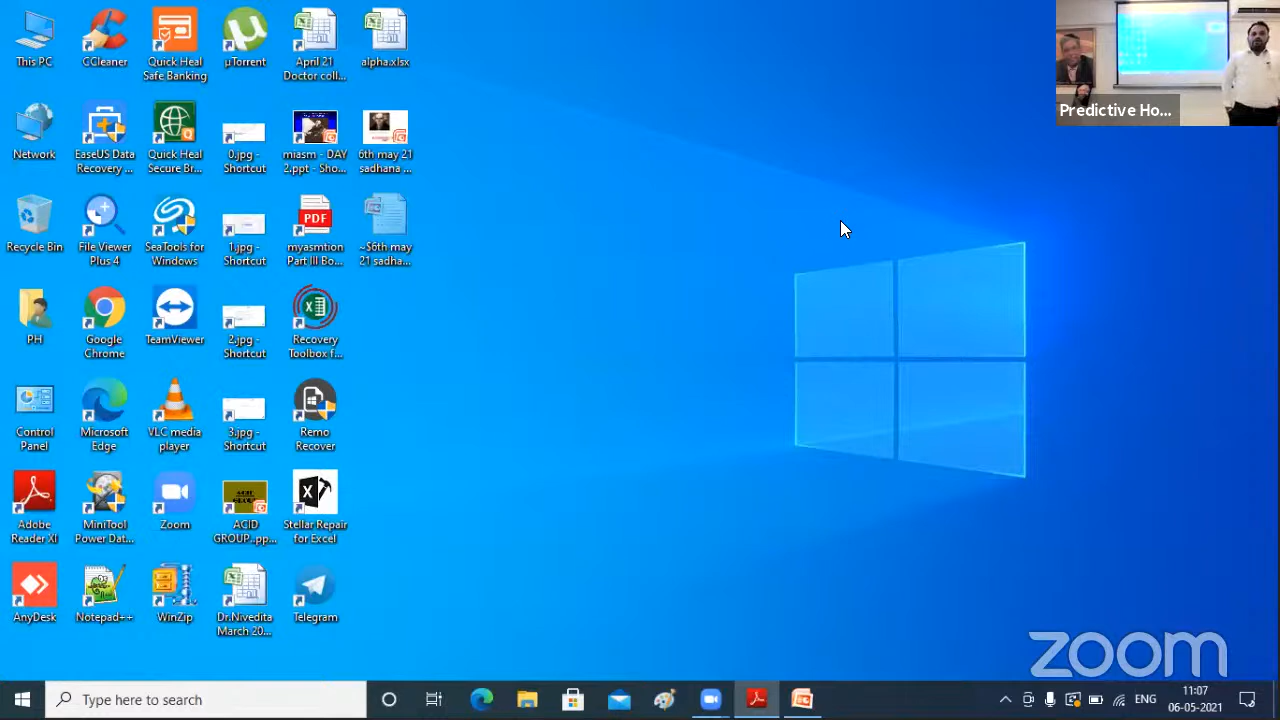 This PC
CCleaner
Quick Heal
Safe Banking
µTorrent
April 21
Doctor coll...
alpha.xlsx
Predictive Ho...
Network
EaseUS Data
Recovery ...
Quick Heal
Secure Br...
0.jpg -
Shortcut
miasm - DAY
2.ppt - Sho...
6th may 21
sadhana ...
Recycle Bin
File Viewer
Plus 4
SeaTools for
Windows
1.jpg -
Shortcut
PDF
myasmtion
Part III Bo...
~$6th may
21 sadha...
PH
Google
Chrome
TeamViewer
2.jpg -
Shortcut
Recovery
Toolbox f...
Control
Panel
Microsoft
Edge
VLC media
player
3.jpg -
Shortcut
Remo
Recover
Adobe
Reader XI
MiniTool
Power Dat...
Zoom
ACID
GROUP..pp...
Stellar Repair
for Excel
AnyDesk
Notepad++
WinZip
Dr.Nivedita
March 20...
Telegram
zoom
Type here to search
ENG
11:07
06-05-2021